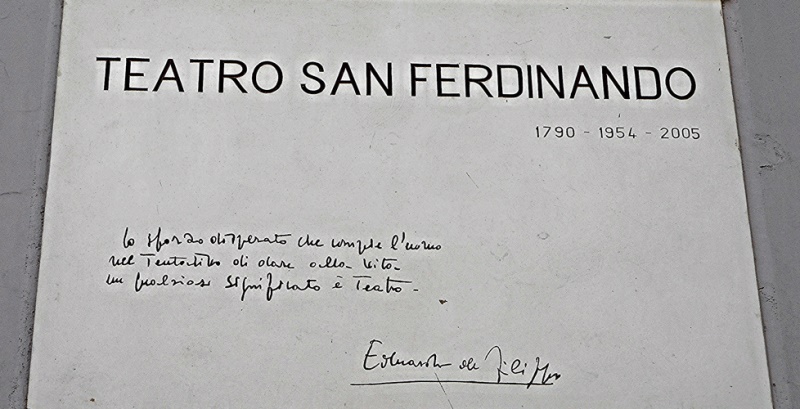 TEATRO SAN FERDINANDO
1790 - 1954 - 2005
Lo sforzo disperato che compie l'uomo
nel Tentativo di dare alla vita
un qualsiasi significato è Teatro.
Eduardo de Filippo